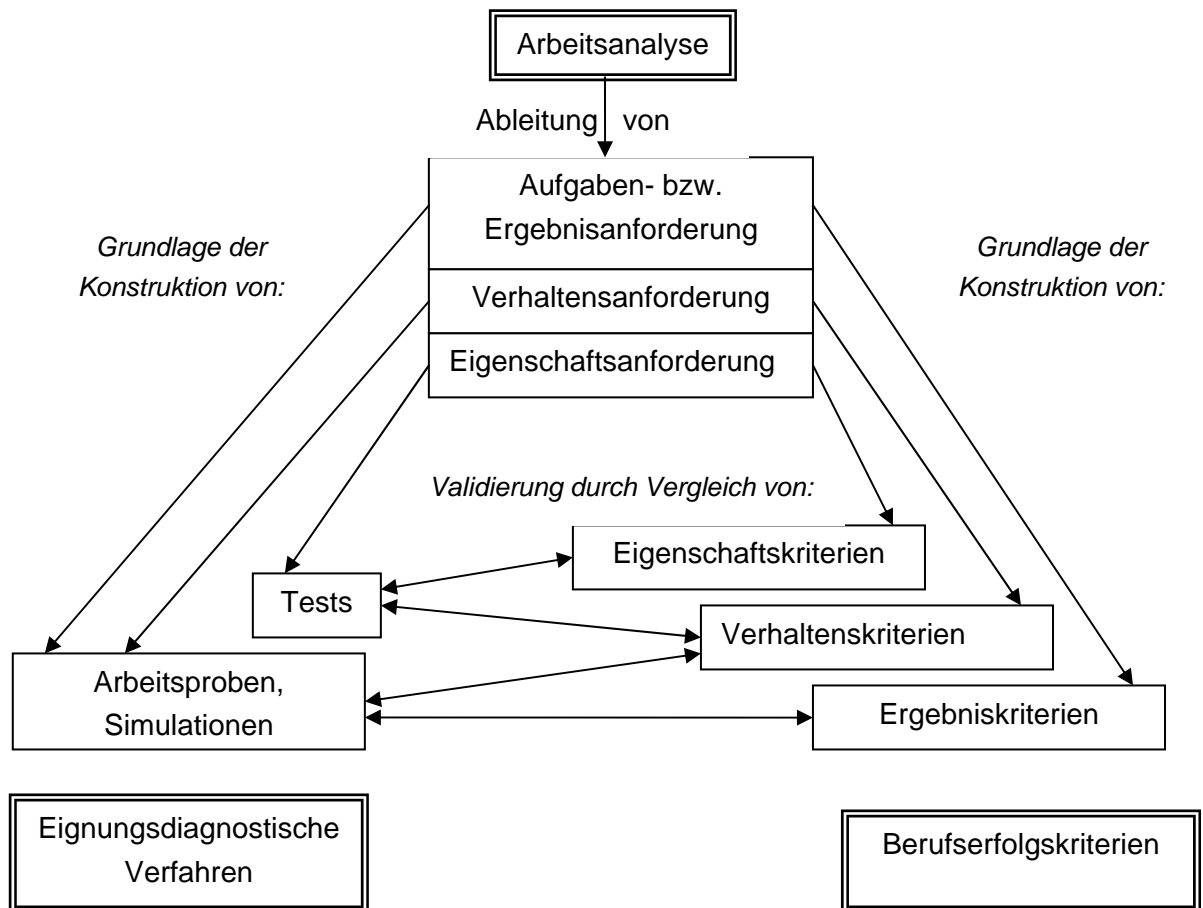 Arbeitsanalyse
Ableitung von
Aufgaben- bzw.
Ergebnisanforderung
Grundlage der
Konstruktion von:
Grundlage der
Konstruktion von:
Verhaltensanforderung
Eigenschaftsanforderung
Validierung durch Vergleich von:
Eigenschaftskriterien
Tests
Verhaltenskriterien
Arbeitsproben,
Simulationen
Ergebniskriterien
Eignungsdiagnostische
Verfahren
Berufserfolgskriterien